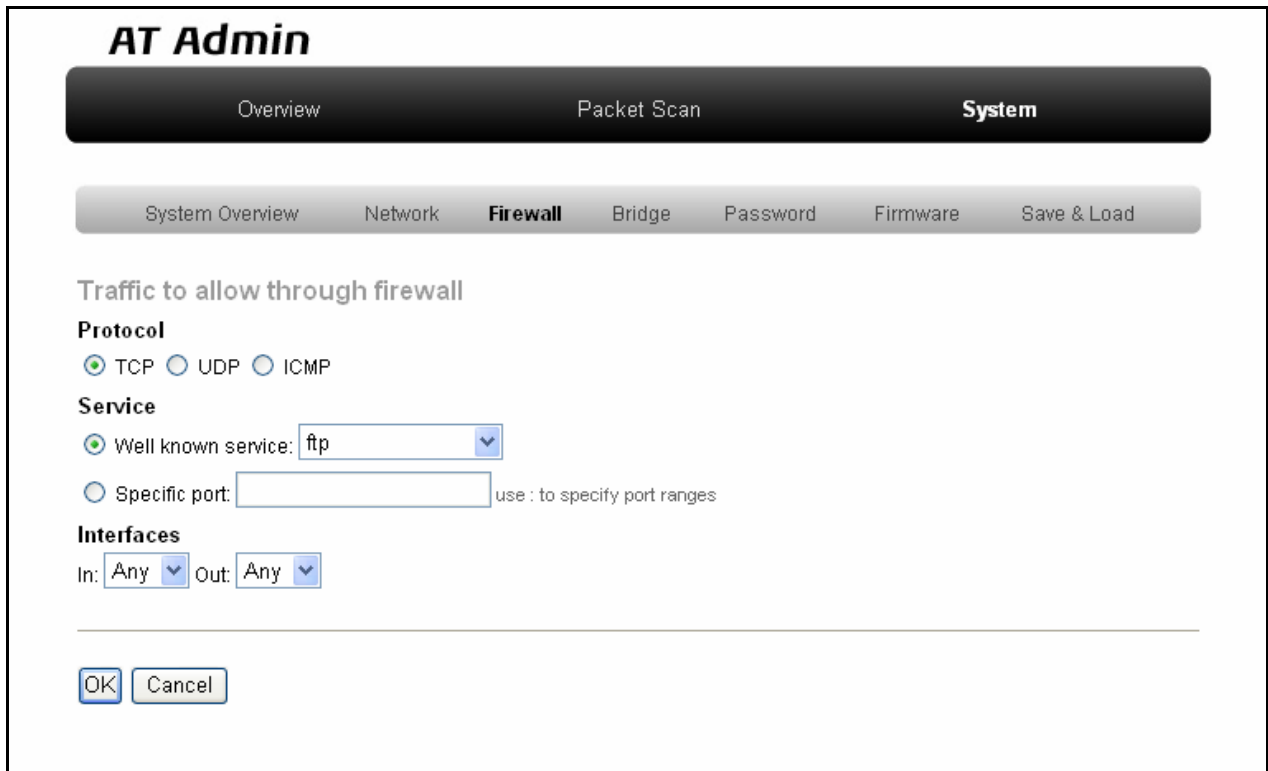 AT Admin
Overview Packet Scan System
System Overview Network Firewall Bridge Password Firmware Save & Load
Traffic to allow through firewall
Protocol
TCP UDP ICMP
Service
Well known service: ftp
Specific port: use : to specify port ranges
Interfaces
In: Any Out: Any
OK Cancel